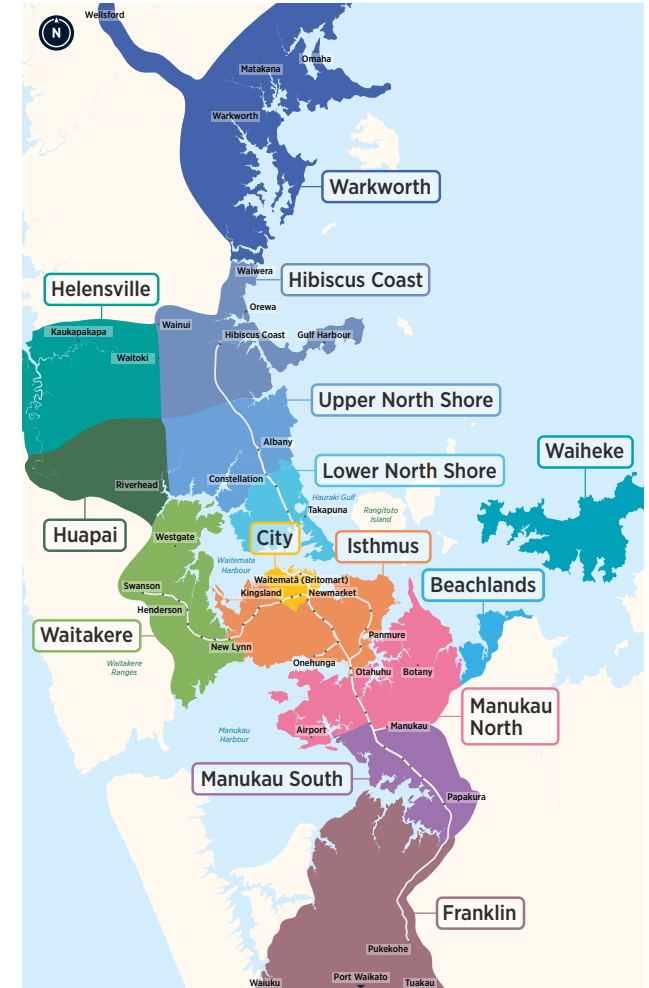 Wellsford
N
Omaha
Matakana
Warkworth
Warkworth
Waiwera
Hibiscus Coast
Helensville
Orewa
Kaukapakapa
Wainui
Hibiscus Coast
Gulf Harbour
Waitoki
Upper North Shore
Albany
Waiheke
Lower North Shore
Constellation
Riverhead
Hauraki Gulf
Takapuna
Rangitoto
Island
Huapai
Westgate
City
Isthmus
Waitemata
Harbour
Waitematā (Britomart)
Beachlands
Swanson
Kingsland
Newmarket
Henderson
Waitakere
Panmure
New Lynn
Onehunga
Waitakere
Ranges
Otahuhu
Botany
Manukau
North
Airport
Manukau
Manukau
Harbour
Manukau South
Papakura
Franklin
Pukekohe
Port Waikato
Waiuku
Tuakau